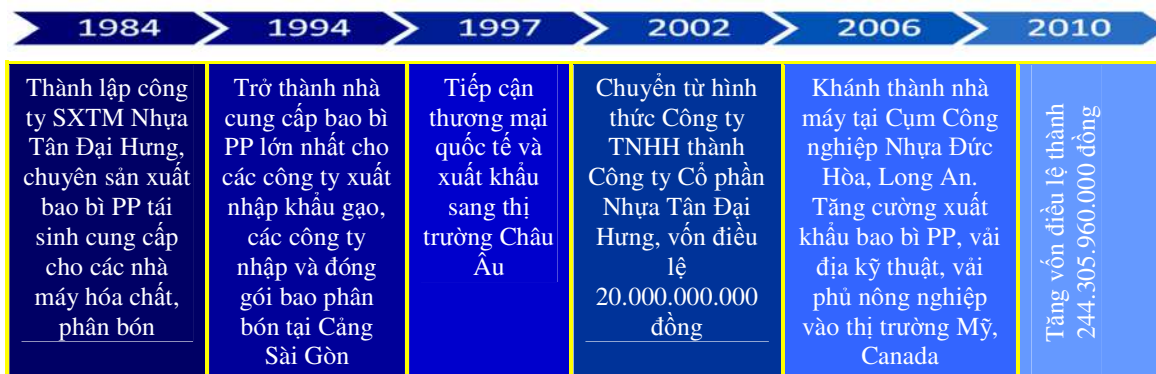 1984
1994
1997
2002
2006
2010
Thành lập công
ty SXTM Nhựa
Tân Đại Hưng,
chuyên sản xuất
bao bì PP tái
sinh cung cấp
cho các nhà
máy hóa chất,
phân bón
Trở thành nhà
cung cấp bao bì
PP lớn nhất cho
các công ty xuất
nhập khẩu gạo,
các công ty
nhập và đóng
gói bao phân
bón tại Cảng
Sài Gòn
Tiếp cận
thương mại
quốc tế và
xuất khẩu
sang thị
trường Châu
Âu
Chuyển từ hình
thức Công ty
TNHH thành
Công ty Cổ phần
Nhựa Tân Đại
Hưng, vốn điều
lệ
20.000.000.000
đồng
Khánh thành nhà
máy tại Cụm Công
nghiệp Nhựa Đức
Hòa, Long An.
Tăng cường xuất
khẩu bao bì PP, vải
địa kỹ thuật, vải
phủ nông nghiệp
vào thị trường Mỹ,
Canada
Tăng vốn điều lệ thành
244.305.960.000 đồng